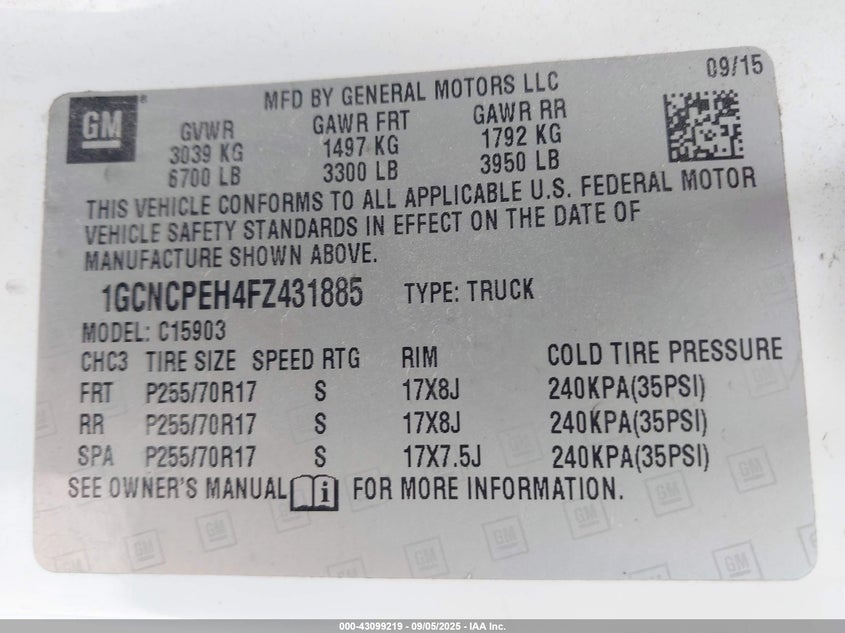 09/15
GM
MFD BY GENERAL MOTORS LLC
GVWR GAWR FRT GAWR RR
3039 KG 1497 KG 1792 KG
6700 LB 3300 LB 3950 LB
THIS VEHICLE CONFORMS TO ALL APPLICABLE U.S. FEDERAL MOTOR
VEHICLE SAFETY STANDARDS IN EFFECT ON THE DATE OF
MANUFACTURE SHOWN ABOVE.
1GCNCPEH4FZ431885 TYPE: TRUCK
MODEL: C15903
CHC3 TIRE SIZE SPEED RTG RIM COLD TIRE PRESSURE
FRT P255/70R17 S 17X8J 240KPA(35PSI)
RR P255/70R17 S 17X8J 240KPA(35PSI)
SPA P255/70R17 S 17X7.5J 240KPA(35PSI)
SEE OWNER'S MANUAL i FOR MORE INFORMATION.
000-43099219 - 09/05/2025 - IAA Inc.